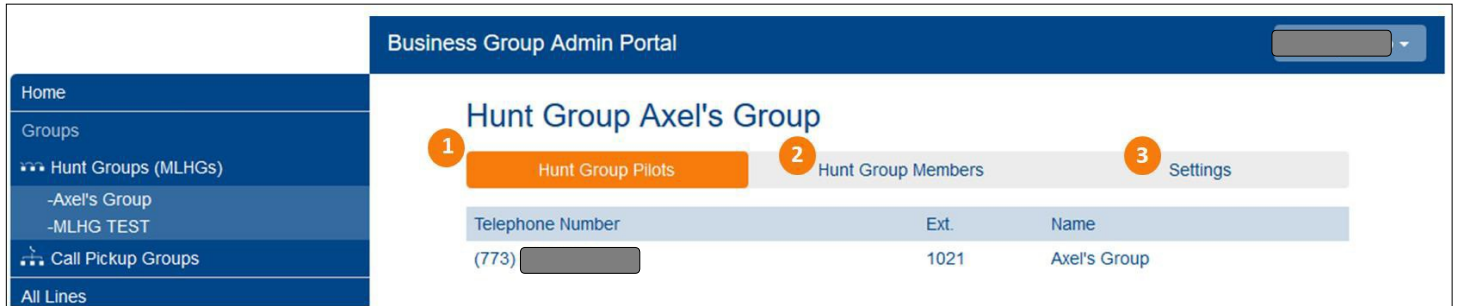 Business Group Admin Portal
Home
Groups
Hunt Groups (MLHGs)
-Axel's Group
-MLHG TEST
Call Pickup Groups
All Lines
Hunt Group Axel's Group
1 Hunt Group Pilots 2 Hunt Group Members 3 Settings
Telephone Number Ext. Name
(773) 1021 Axel's Group